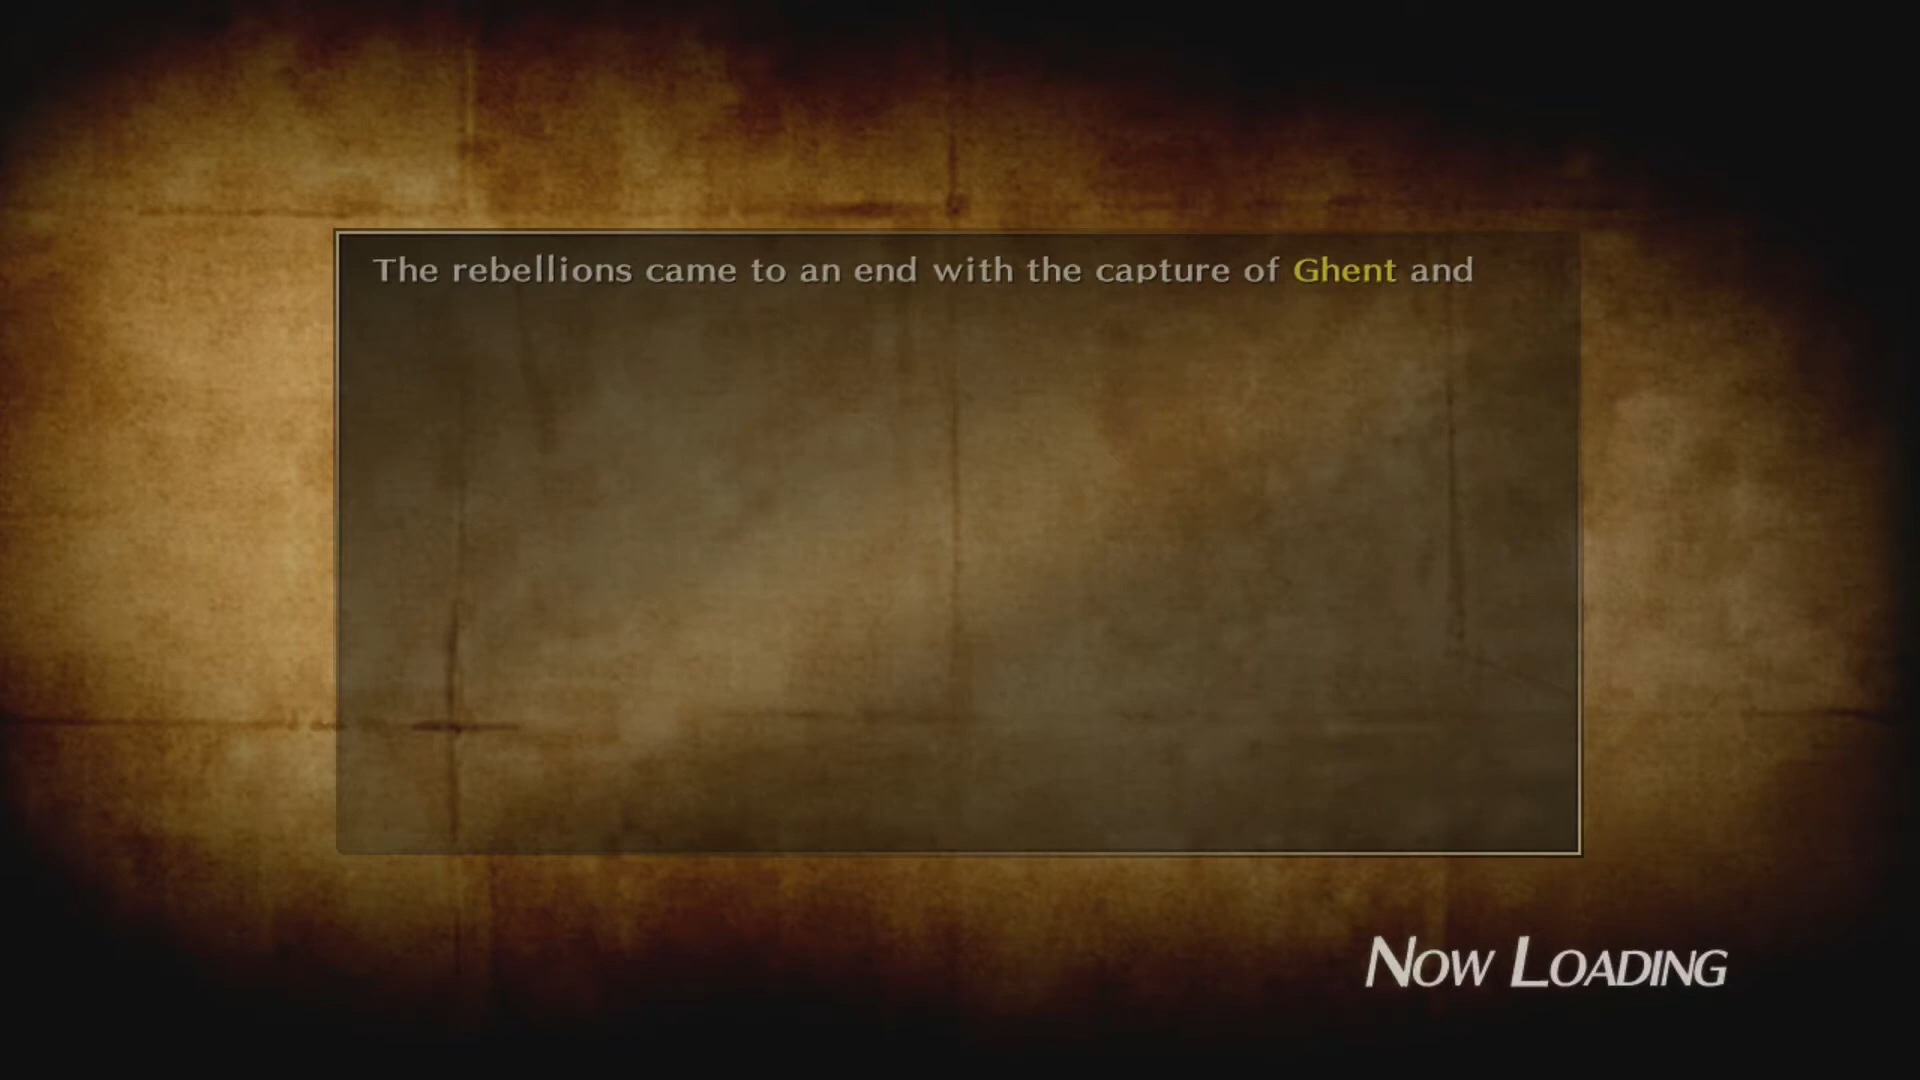 The rebellions came to an end with the capture of Ghent and
Now Loading